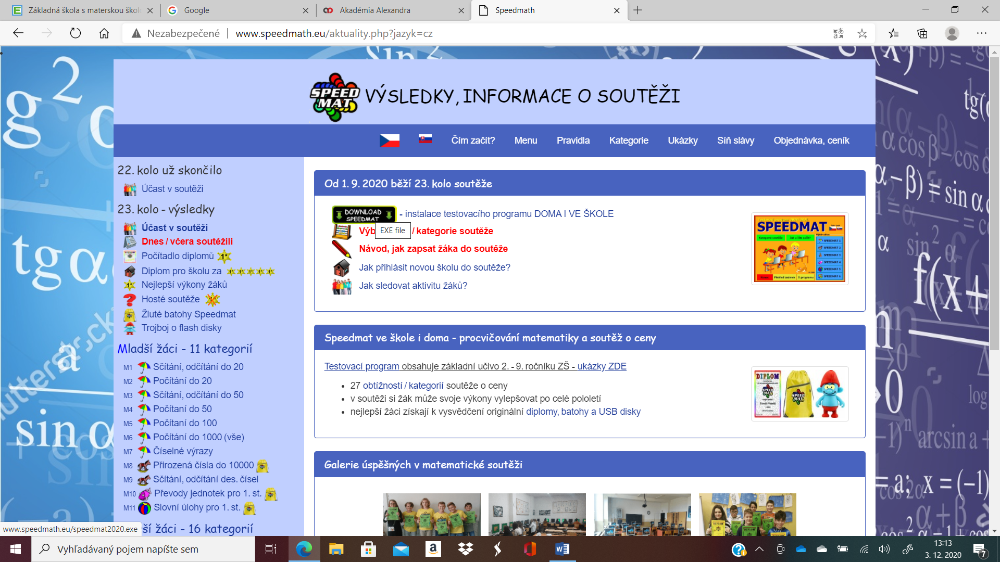 Základná škola s materskou ško
Google
Akadémia Alexandra
Speedmath
Nezabezpečené
www.speedmath.eu/aktuality.php?jazyk=cz
SPEED MAT
VÝSLEDKY, INFORMACE O SOUTĚŽI
Čím začít?
Menu
Pravidla
Kategorie
Ukázky
Síň slávy
Objednávka, ceník
22. kolo už skončilo
Účast v soutěži
23. kolo - výsledky
Účast v soutěži
Dnes / včera soutěžili
Počítadlo diplomů
Diplom pro školu za
Nejlepší výkony žáků
Hosté soutěže
Žluté batohy Speedmat
Trojboj o flash disky
Mladší žáci - 11 kategorií
M1 Sčítání, odčítání do 20
M2 Počítání do 20
M3 Sčítání, odčítání do 50
M4 Počítaní do 50
M5 Počítaní do 100
M6 Počítání do 1000 (vše)
M7 Číselné výrazy
M8 Přirozená čísla do 10000
M9 Sčítání, odčítání des. čísel
M10 Převody jednotek pro 1. st.
M11 Slovní úlohy pro 1. st.
ší žáci - 16 kategorií
www.speedmath.eu/speedmat2020.exe
Od 1. 9. 2020 běží 23. kolo soutěže
DOWNLOAD
SPEEDMAT
- instalace testovacího programu DOMA I VE ŠKOLE
EXE file
Výb / kategorie soutěže
Návod, jak zapsat žáka do soutěže
Jak přihlásit novou školu do soutěže?
Jak sledovat aktivitu žáků?
SPEEDMAT
Speedmat ve škole i doma - procvičování matematiky a soutěž o ceny
Testovací program obsahuje základní učivo 2. - 9. ročníku ZŠ - ukázky ZDE
• 27 obtížností / kategorií soutěže o ceny
• v soutěži si žák může svoje výkony vylepšovat po celé pololetí
• nejlepší žáci získají k vysvědčení originální diplomy, batohy a USB disky
DIPLOM
Galerie úspěšných v matematické soutěži
Vyhľadávaný pojem napíšte sem
13:13
3. 12. 2020
7